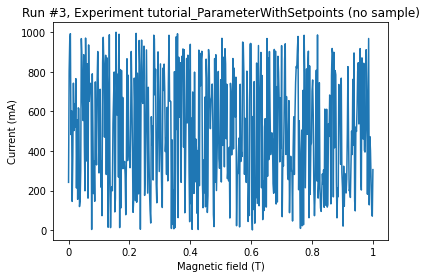 Run #3, Experiment tutorial_ParameterWithSetpoints (no sample)
1000
800
600
400
200
0
Current (mA)
0 0.2 0.4 0.6 0.8 1
Magnetic field (T)